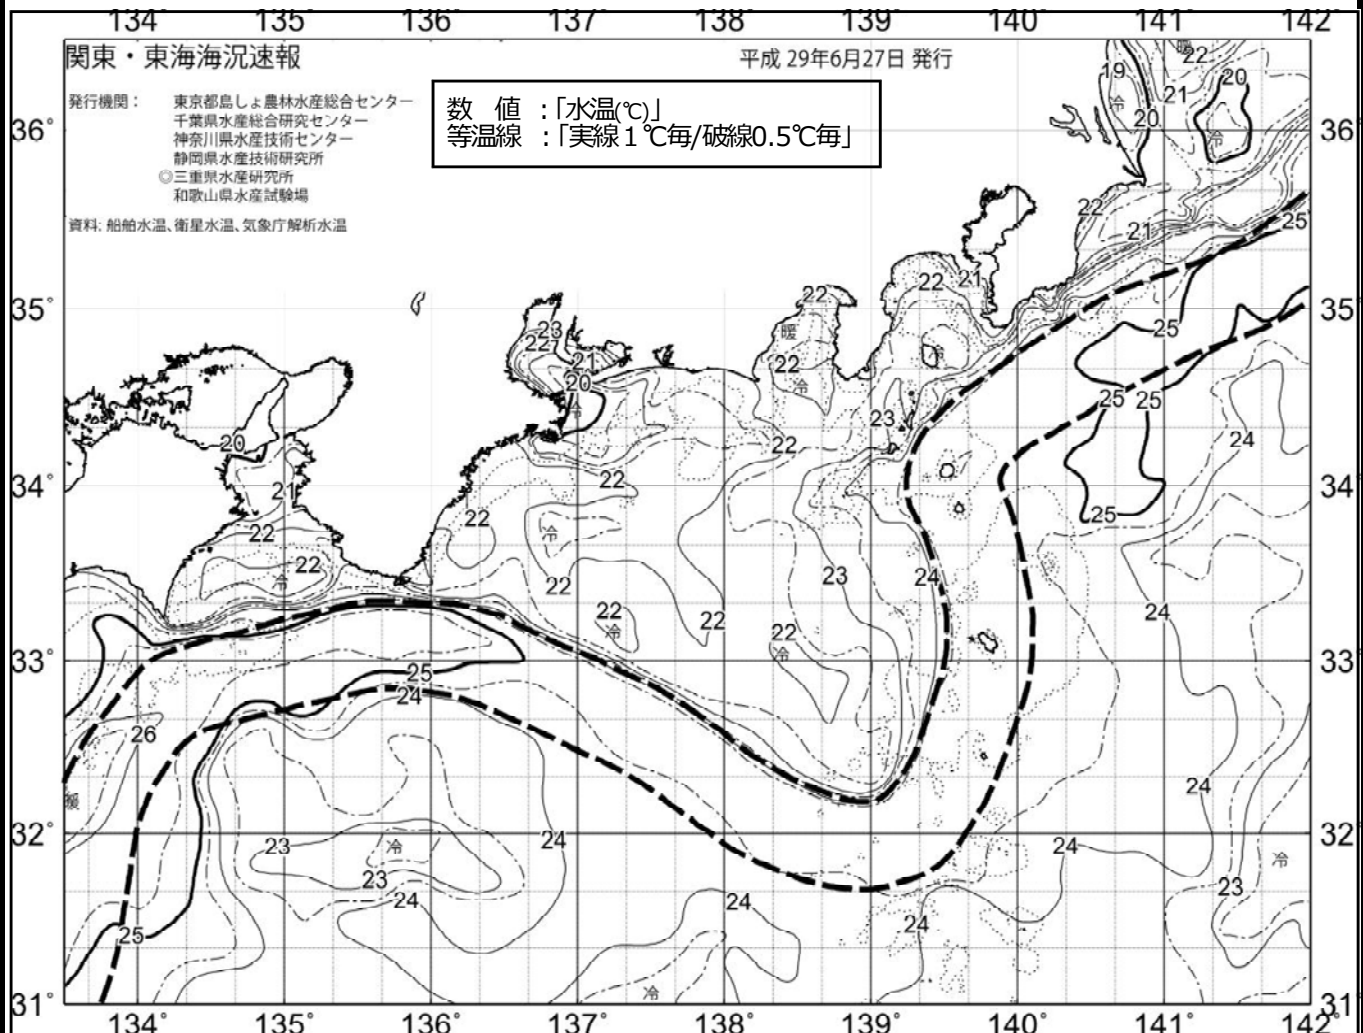 134° 135° 136° 137° 138° 139° 140° 141° 142°
関東・東海海況速報
平成 29年6月27日 発行
発行機関： 東京都島しょ農林水産総合センター
千葉県水産総合研究センター
神奈川県水産技術センター
静岡県水産技術研究所
◎三重県水産研究所
和歌山県水産試験場
資料: 船舶水温、衛星水温、気象庁解析水温
数 値 ：「水温(℃)」
等温線 ：「実線１℃毎/破線0.5℃毎」
暖 22
19 20
冷 21
20 冷
36° 36°
22
21 25
22 21
35° 22 35°
23 暖 25
22 21 22 冷
20 冷 25 25
冷 23
20 22 24
34° 21 22 34°
22 25
22 冷
22 23 24
冷 22
22 22 24
冷 22
冷
33° 33°
25
24
26
24
暖
32° 32°
23 24 24
冷 冷
23 23
24 24
24
25
冷
31° 31°
134° 135° 136° 137° 138° 139° 140° 141° 142°